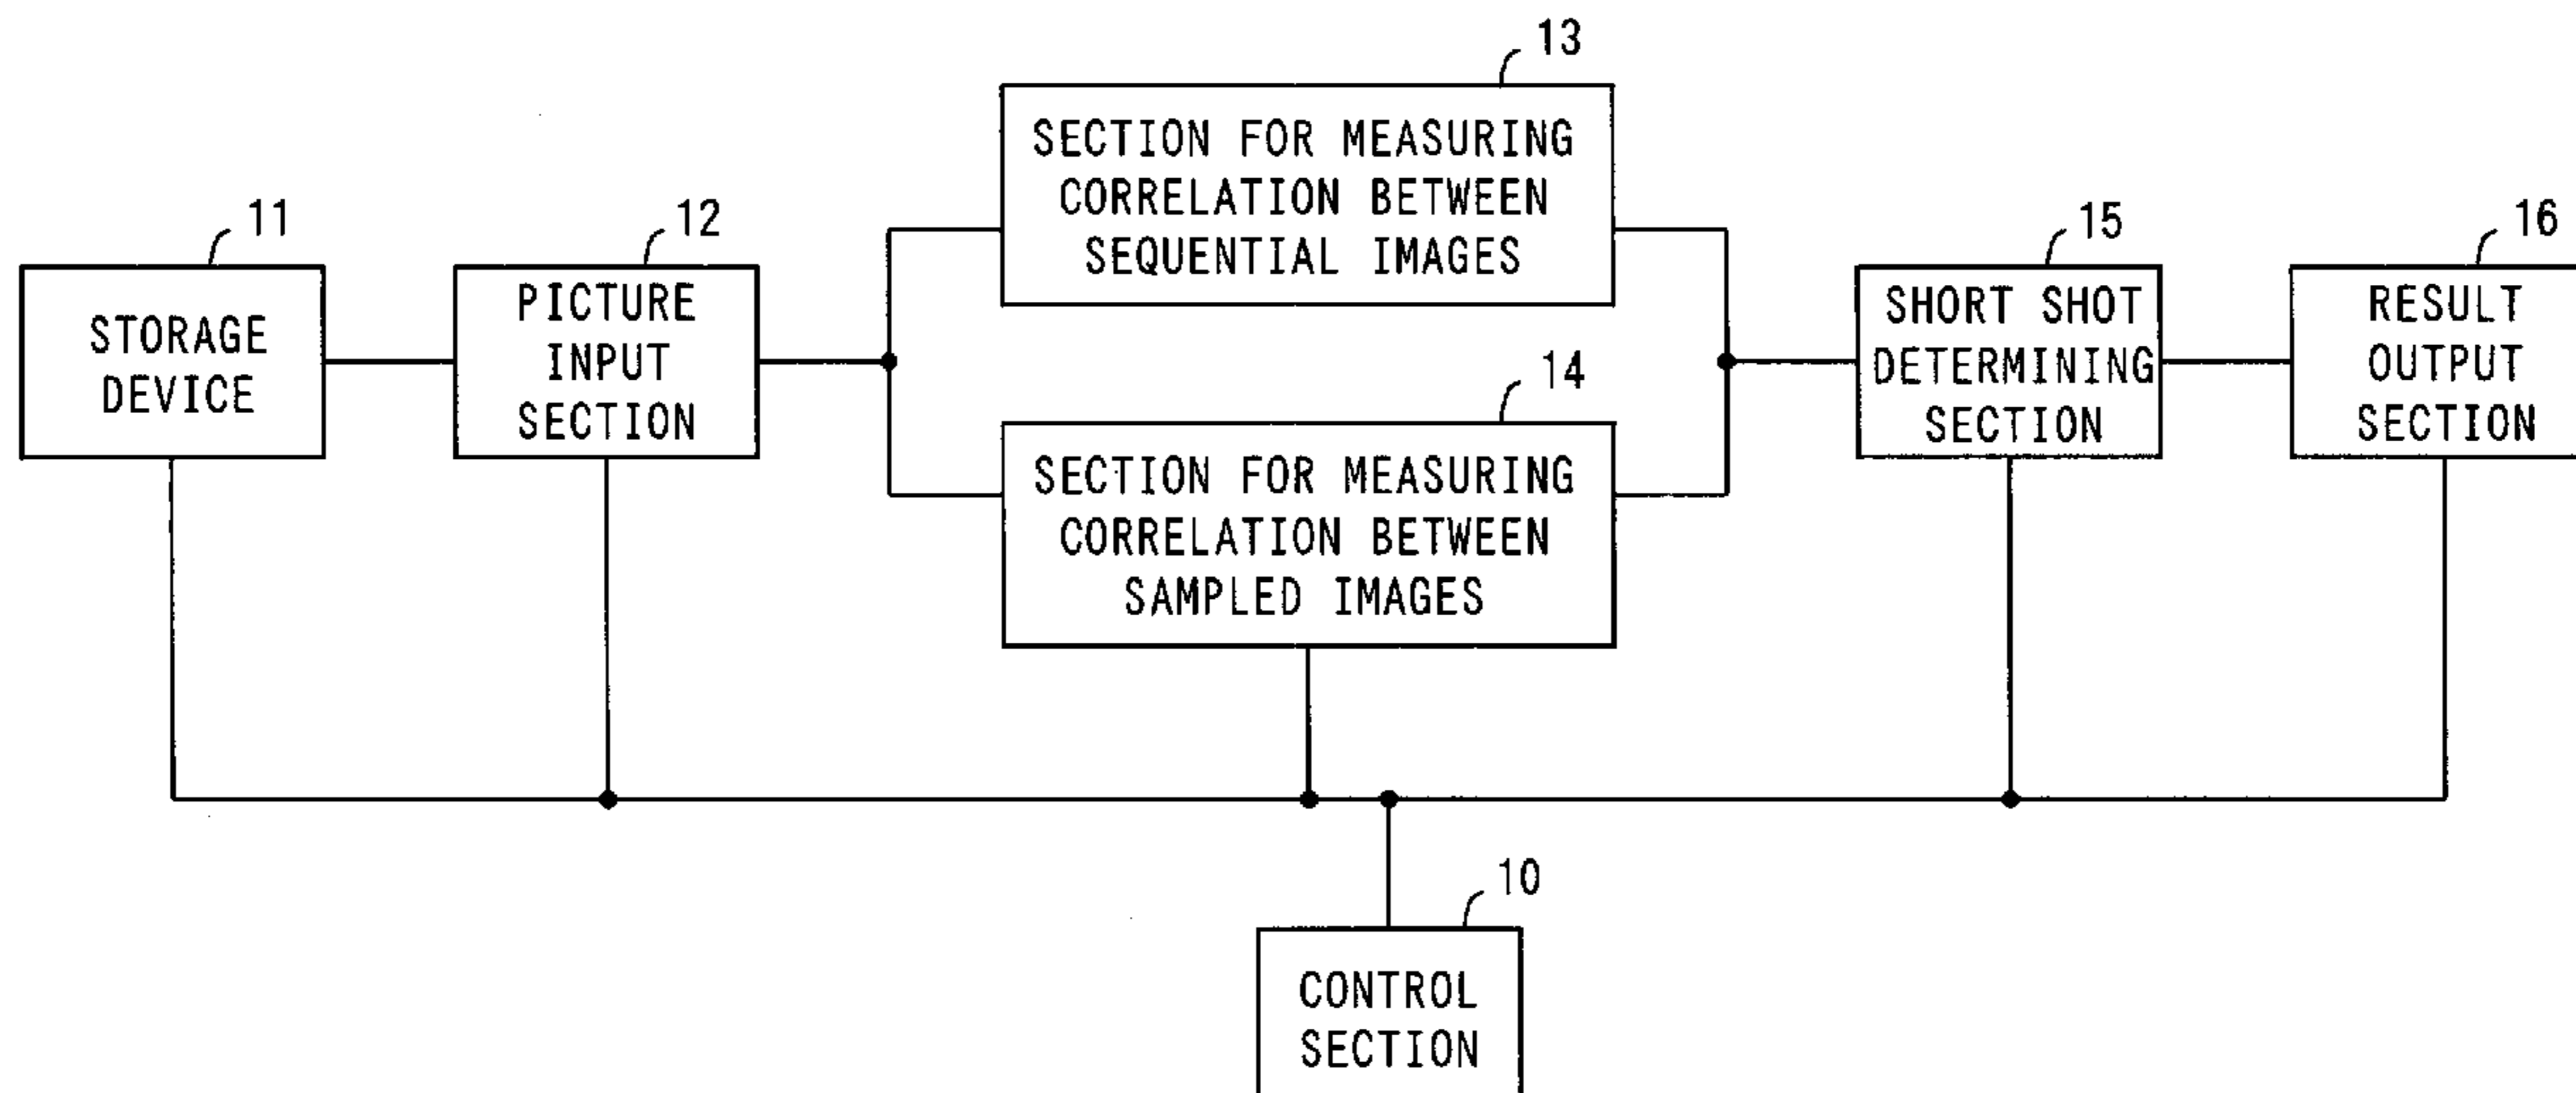 13
SECTION FOR MEASURING
CORRELATION BETWEEN
SEQUENTIAL IMAGES
11
STORAGE
DEVICE
12
PICTURE
INPUT
SECTION
14
SECTION FOR MEASURING
CORRELATION BETWEEN
SAMPLED IMAGES
15
SHORT SHOT
DETERMINING
SECTION
16
RESULT
OUTPUT
SECTION
10
CONTROL
SECTION